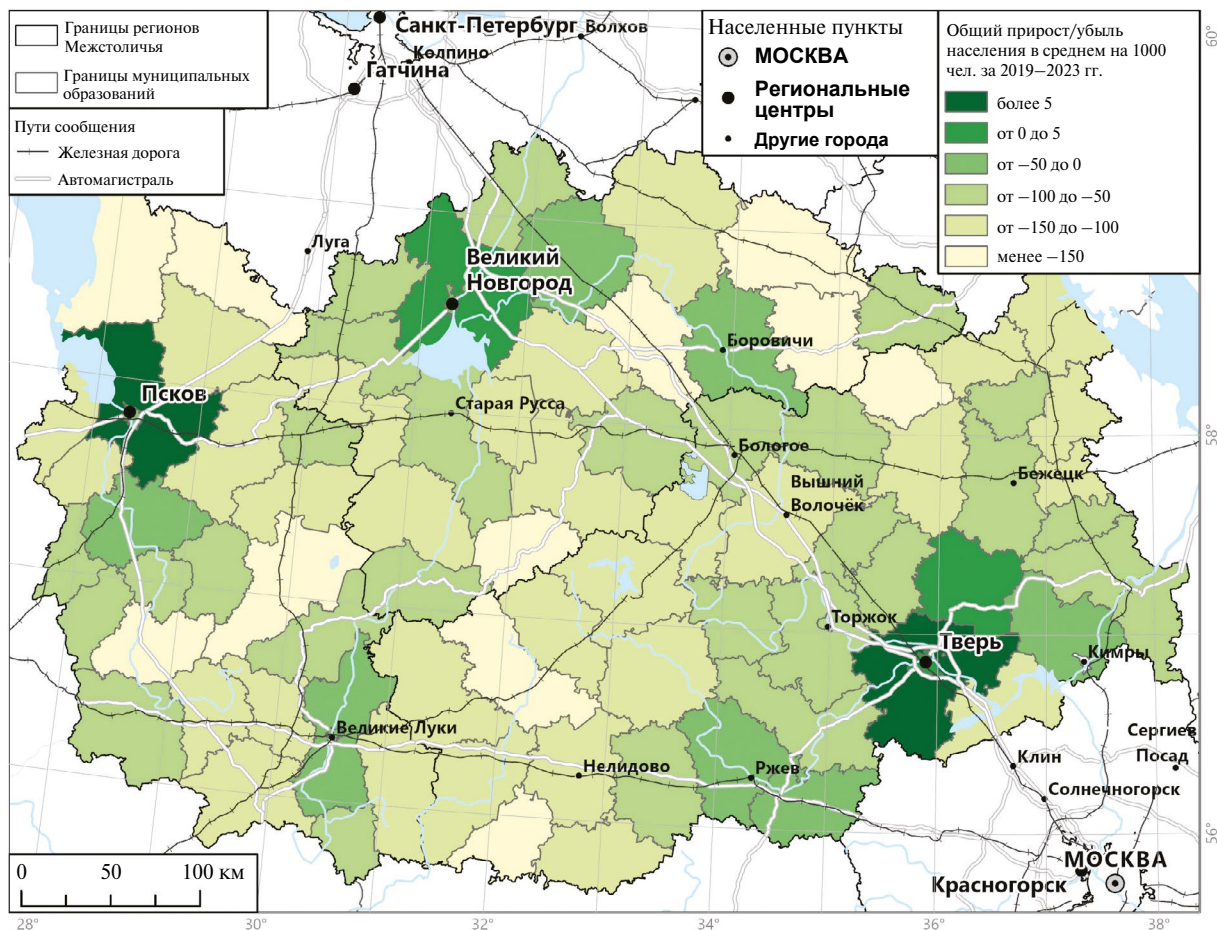 Границы регионов
Межстоличья
Границы муниципальных
образований
Пути сообщения
Железная дорога
Автомагистраль
Населенные пункты
МОСКВА
Региональные
центры
Другие города
Общий прирост/убыль
населения в среднем на 1000
чел. за 2019–2023 гг.
более 5
от 0 до 5
от −50 до 0
от −100 до −50
от −150 до −100
менее −150
Санкт-Петербург
Волхов
Колпино
Гатчина
Луга
Великий
Новгород
Боровичи
Псков
Старая Русса
Бологое
Вышний
Волочёк
Бежецк
Торжок
Тверь
Кимры
Великие Луки
Нелидово
Ржев
Клин
Сергиев
Посад
Солнечногорск
МОСКВА
Красногорск
0 50 100 км
28° 30° 32° 34° 36° 38°
60°
58°
56°